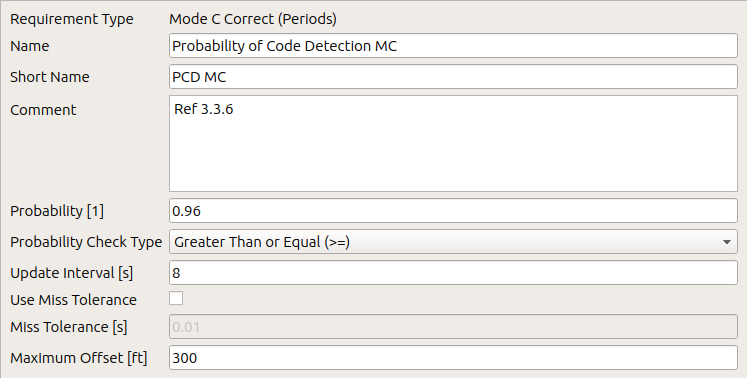 Requirement Type Mode C Correct (Periods)
Name Probability of Code Detection MC
Short Name PCD MC
Comment Ref 3.3.6
Probability [1] 0.96
Probability Check Type Greater Than or Equal (>=)
Update Interval [s] 8
Use Miss Tolerance
Miss Tolerance [s] 0.01
Maximum Offset [ft] 300